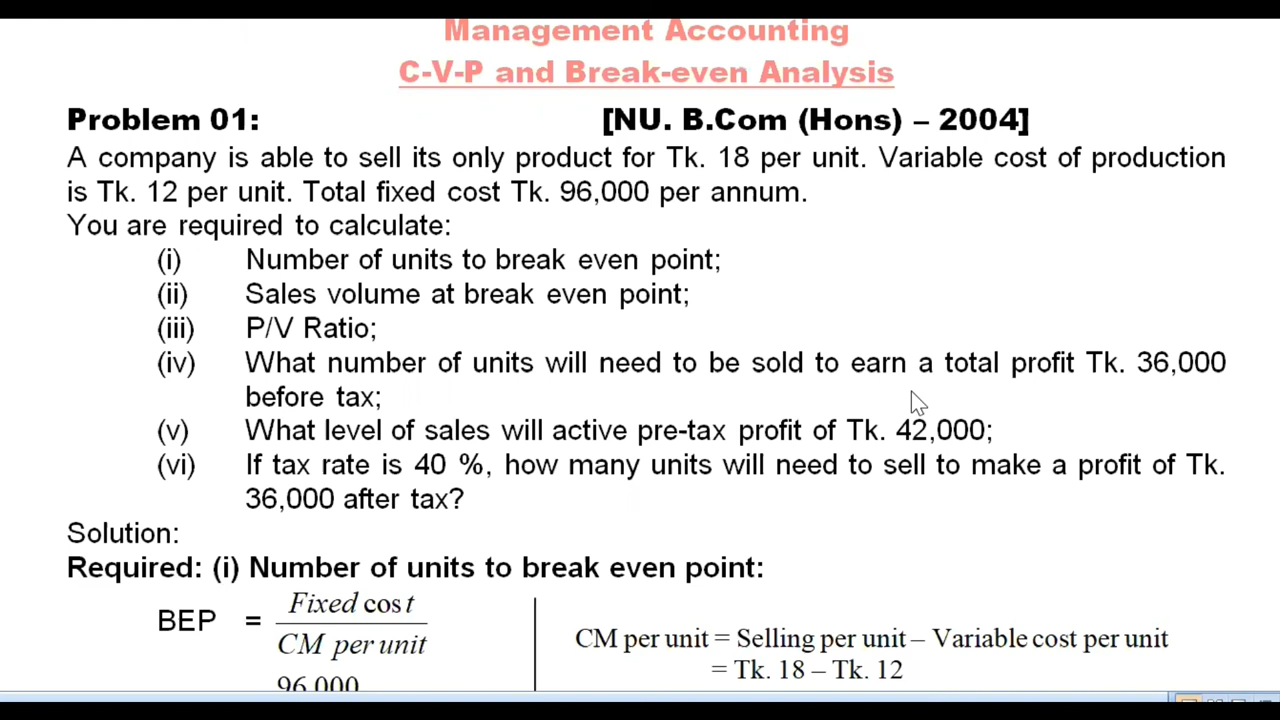 Management Accounting
C-V-P and Break-even Analysis
Problem 01: [NU. B.Com (Hons) – 2004]
A company is able to sell its only product for Tk. 18 per unit. Variable cost of production
is Tk. 12 per unit. Total fixed cost Tk. 96,000 per annum.
You are required to calculate:
(i) Number of units to break even point;
(ii) Sales volume at break even point;
(iii) P/V Ratio;
(iv) What number of units will need to be sold to earn a total profit Tk. 36,000
before tax;
(v) What level of sales will active pre-tax profit of Tk. 42,000;
(vi) If tax rate is 40 %, how many units will need to sell to make a profit of Tk.
36,000 after tax?
Solution:
Required: (i) Number of units to break even point:
BEP = Fixed cost
CM per unit
CM per unit = Selling per unit – Variable cost per unit
= Tk. 18 – Tk. 12
96,000